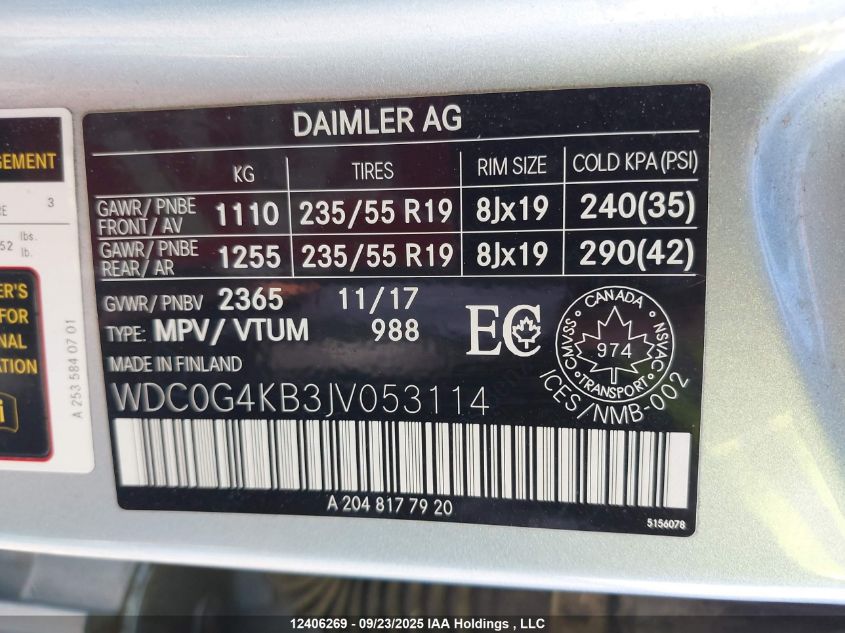 DAIMLER AG
KG TIRES RIM SIZE COLD KPA (PSI)
GAWR/ PNBE FRONT/ AV 1110 235/55 R19 8Jx19 240(35)
GAWR/ PNBE REAR/ AR 1255 235/55 R19 8Jx19 290(42)
GVWR/ PNBV 2365 11/17
TYPE: MPV/ VTUM 988
MADE IN FINLAND
WDC0G4KB3JV053114
EC
CANADA
CMVSS 974 NSVAC
TRANSPORT
ICES/NMB-002
A 204 817 79 20
5156078
GEMENT
3
52 lbs.
lb.
ER'S
FOR
NAL
ATION
A 253 584 07 01
12406269 - 09/23/2025 IAA Holdings , LLC